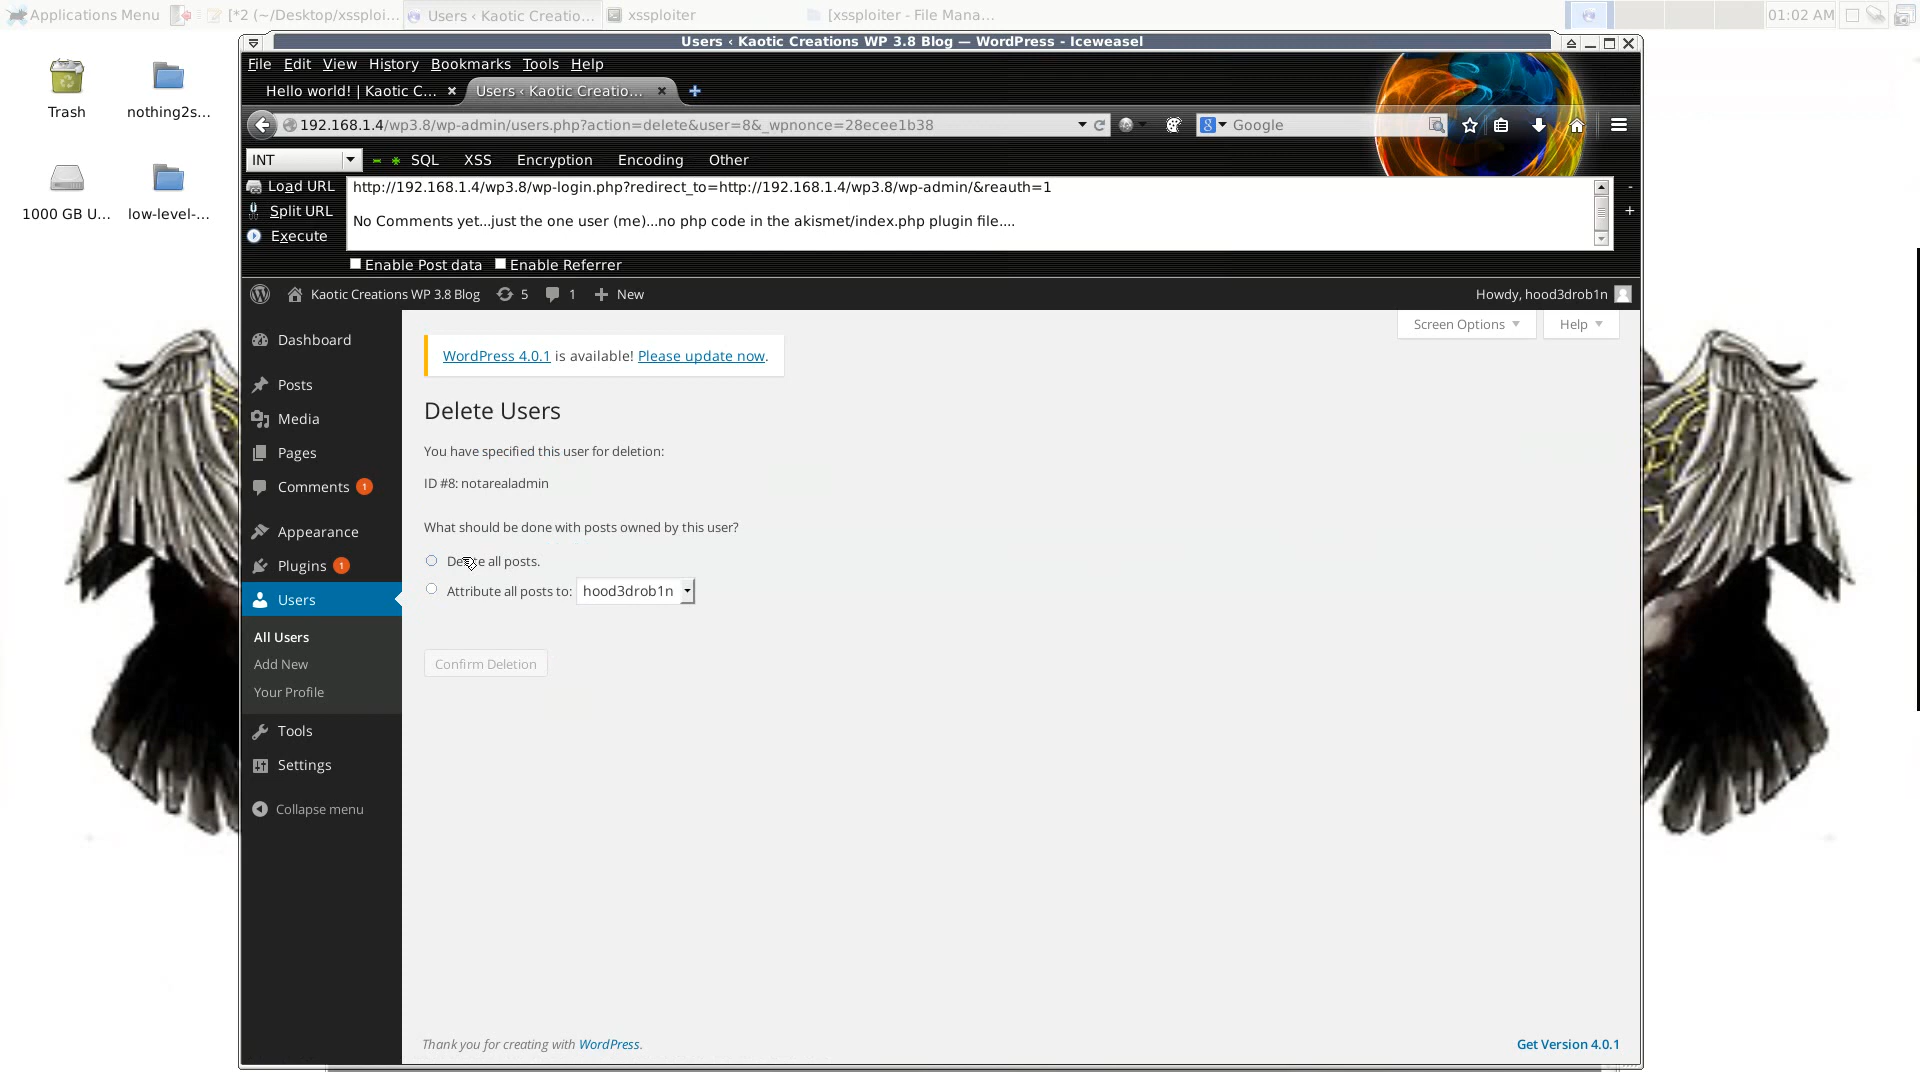 Applications Menu
[*2 (~/Desktop/xssploi...
Users ‹ Kaotic Creatio...
xssploiter
[xssploiter - File Mana...
01:02 AM
Users ‹ Kaotic Creations WP 3.8 Blog — WordPress - Iceweasel
File Edit View History Bookmarks Tools Help
Hello world! | Kaotic C...
Users ‹ Kaotic Creatio...
192.168.1.4/wp3.8/wp-admin/users.php?action=delete&user=8&_wpnonce=28ecee1b38
Google
INT
SQL XSS Encryption Encoding Other
Load URL
Split URL
Execute
http://192.168.1.4/wp3.8/wp-login.php?redirect_to=http://192.168.1.4/wp3.8/wp-admin/&reauth=1
No Comments yet...just the one user (me)...no php code in the akismet/index.php plugin file....
Enable Post data Enable Referrer
Trash
nothing2s...
1000 GB U...
low-level-...
Kaotic Creations WP 3.8 Blog
5
1
New
Howdy, hood3drob1n
Dashboard
Posts
Media
Pages
Comments 1
Appearance
Plugins 1
Users
All Users
Add New
Your Profile
Tools
Settings
Collapse menu
Screen Options
Help
WordPress 4.0.1 is available! Please update now.
Delete Users
You have specified this user for deletion:
ID #8: notarealadmin
What should be done with posts owned by this user?
Delete all posts.
Attribute all posts to: hood3drob1n
Confirm Deletion
Thank you for creating with WordPress.
Get Version 4.0.1